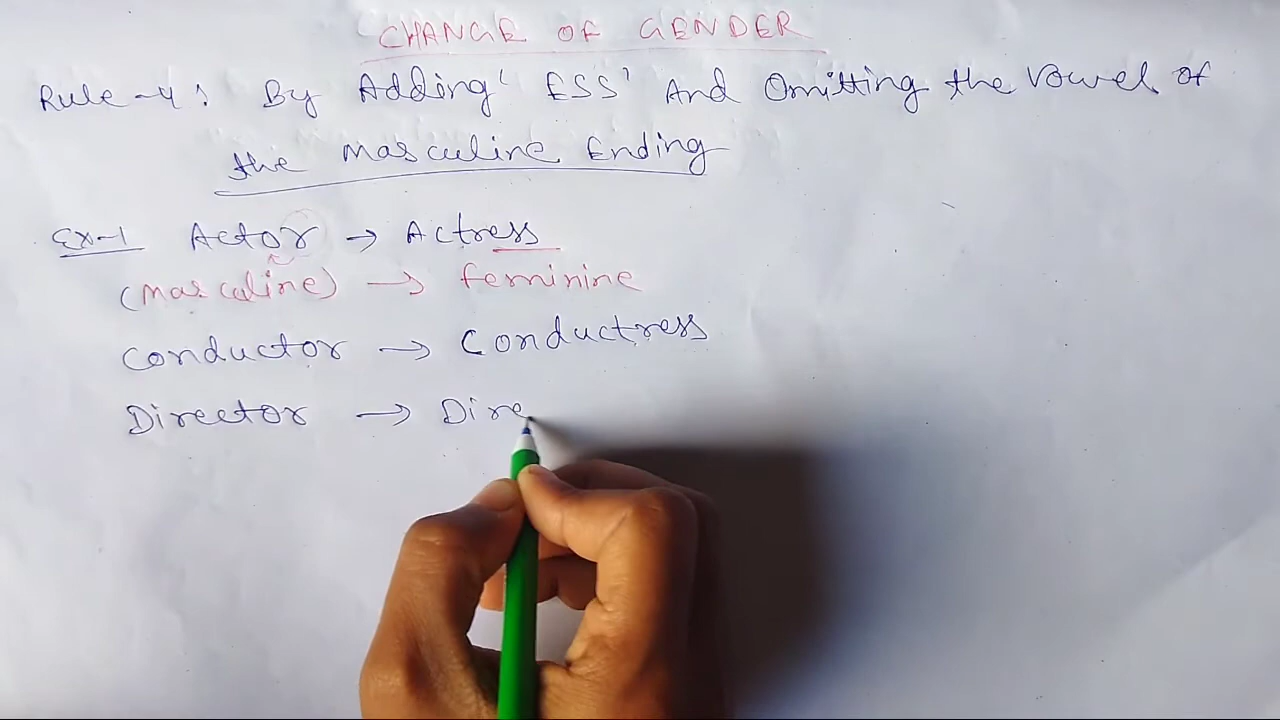 CHANGE OF GENDER
Rule-4: By Adding 'ESS' And Omitting the vowel of
the masculine Ending
Ex-1 Actor → Actress
(masculine) → feminine
Conductor → Conductress
Director → Dire